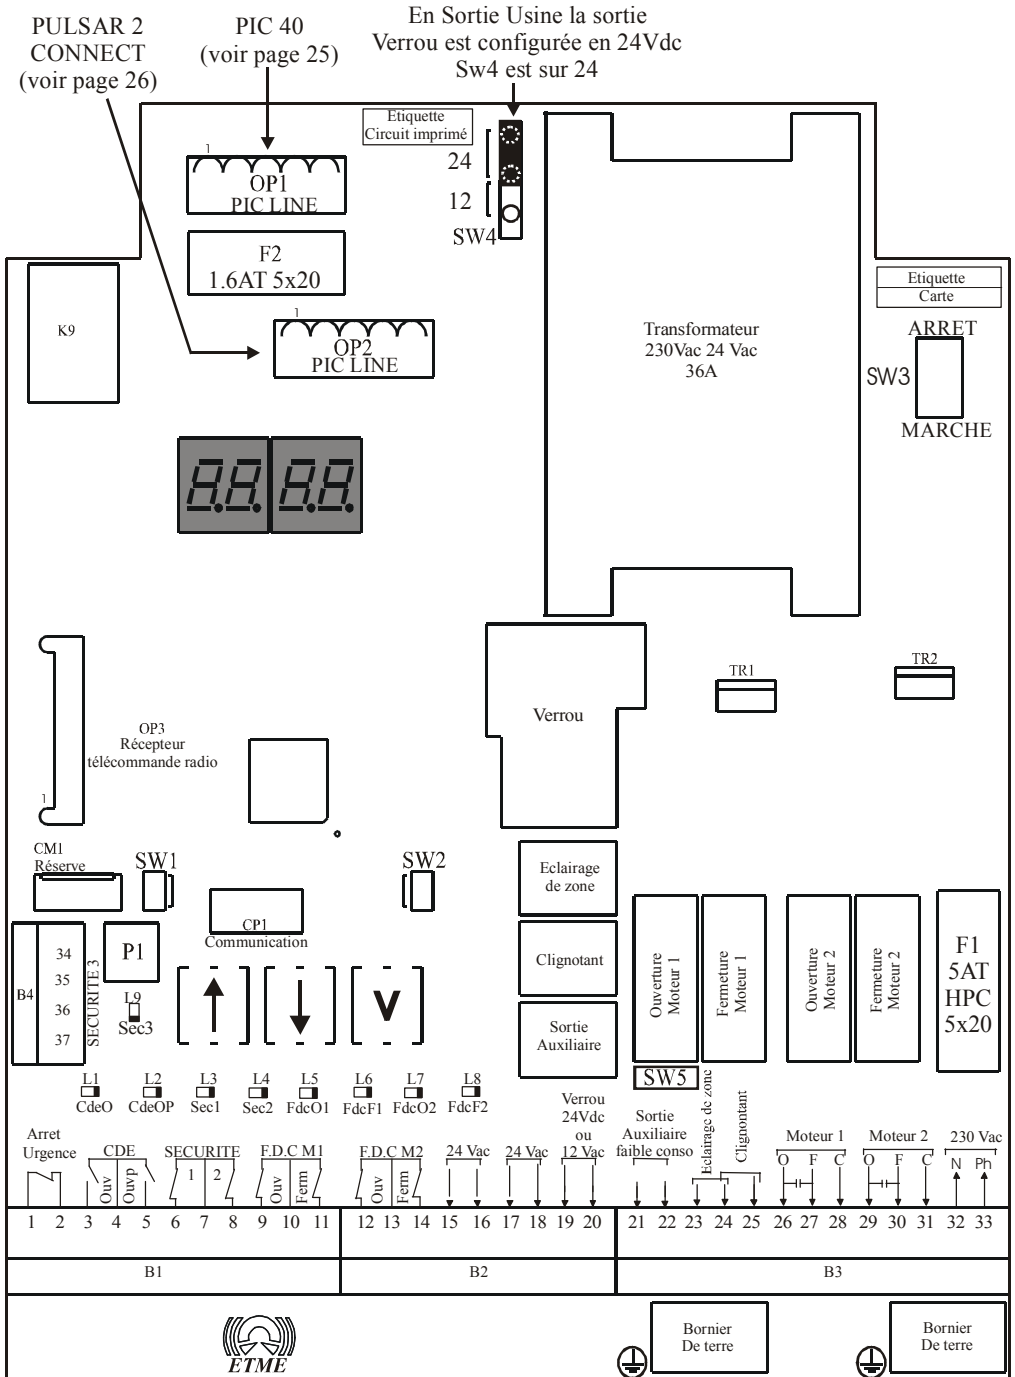 PULSAR 2
CONNECT
(voir page 26)
PIC 40
(voir page 25)
En Sortie Usine la sortie
Verrou est configurée en 24Vdc
Sw4 est sur 24
Etiquette
Circuit imprimé
24
12
SW4
1
OP1
PIC LINE
F2
1.6AT 5x20
1
OP2
PIC LINE
K9
Transformateur
230Vac 24 Vac
36A
Etiquette
Carte
ARRET
SW3
MARCHE
8.8. 8.8.
OP3
Récepteur
télécommande radio
1
Verrou
TR1
TR2
CM1
Réserve
SW1
SW2
CP1
Communication
Eclairage
de zone
Clignotant
Sortie
Auxiliaire
Ouverture
Moteur 1
Fermeture
Moteur 1
Ouverture
Moteur 2
Fermeture
Moteur 2
F1
5AT
HPC
5x20
B4
34
35
36
37
SECURITE 3
P1
L9
Sec3
V
SW5
L1
CdeO
L2
CdeOP
L3
Sec1
L4
Sec2
L5
FdcO1
L6
FdcF1
L7
FdcO2
L8
FdcF2
Arret
Urgence
CDE
Ouv
Ouvp
SECURITE
1 2
F.D.C M1
Ouv
Ferm
F.D.C M2
Ouv
Ferm
24 Vac
24 Vac
Verrou
24Vdc
ou
12 Vac
Sortie
Auxiliaire
faible conso
Eclairage de zone
Clignotant
Moteur 1
O F C
Moteur 2
O F C
230 Vac
N Ph
1 2 3 4 5 6 7 8 9 10 11 12 13 14 15 16 17 18 19 20 21 22 23 24 25 26 27 28 29 30 31 32 33
B1 B2 B3
ETME
Bornier
De terre
Bornier
De terre